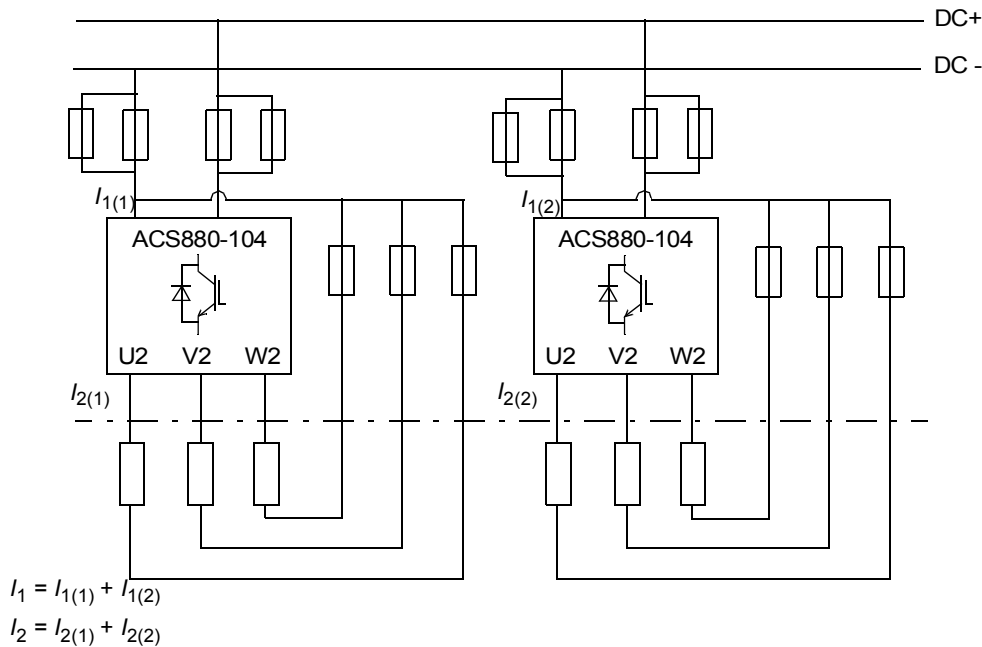 DC+
DC -
I1(1)
I1(2)
ACS880-104
ACS880-104
U2 V2 W2
U2 V2 W2
I2(1)
I2(2)
I1 = I1(1) + I1(2)
I2 = I2(1) + I2(2)